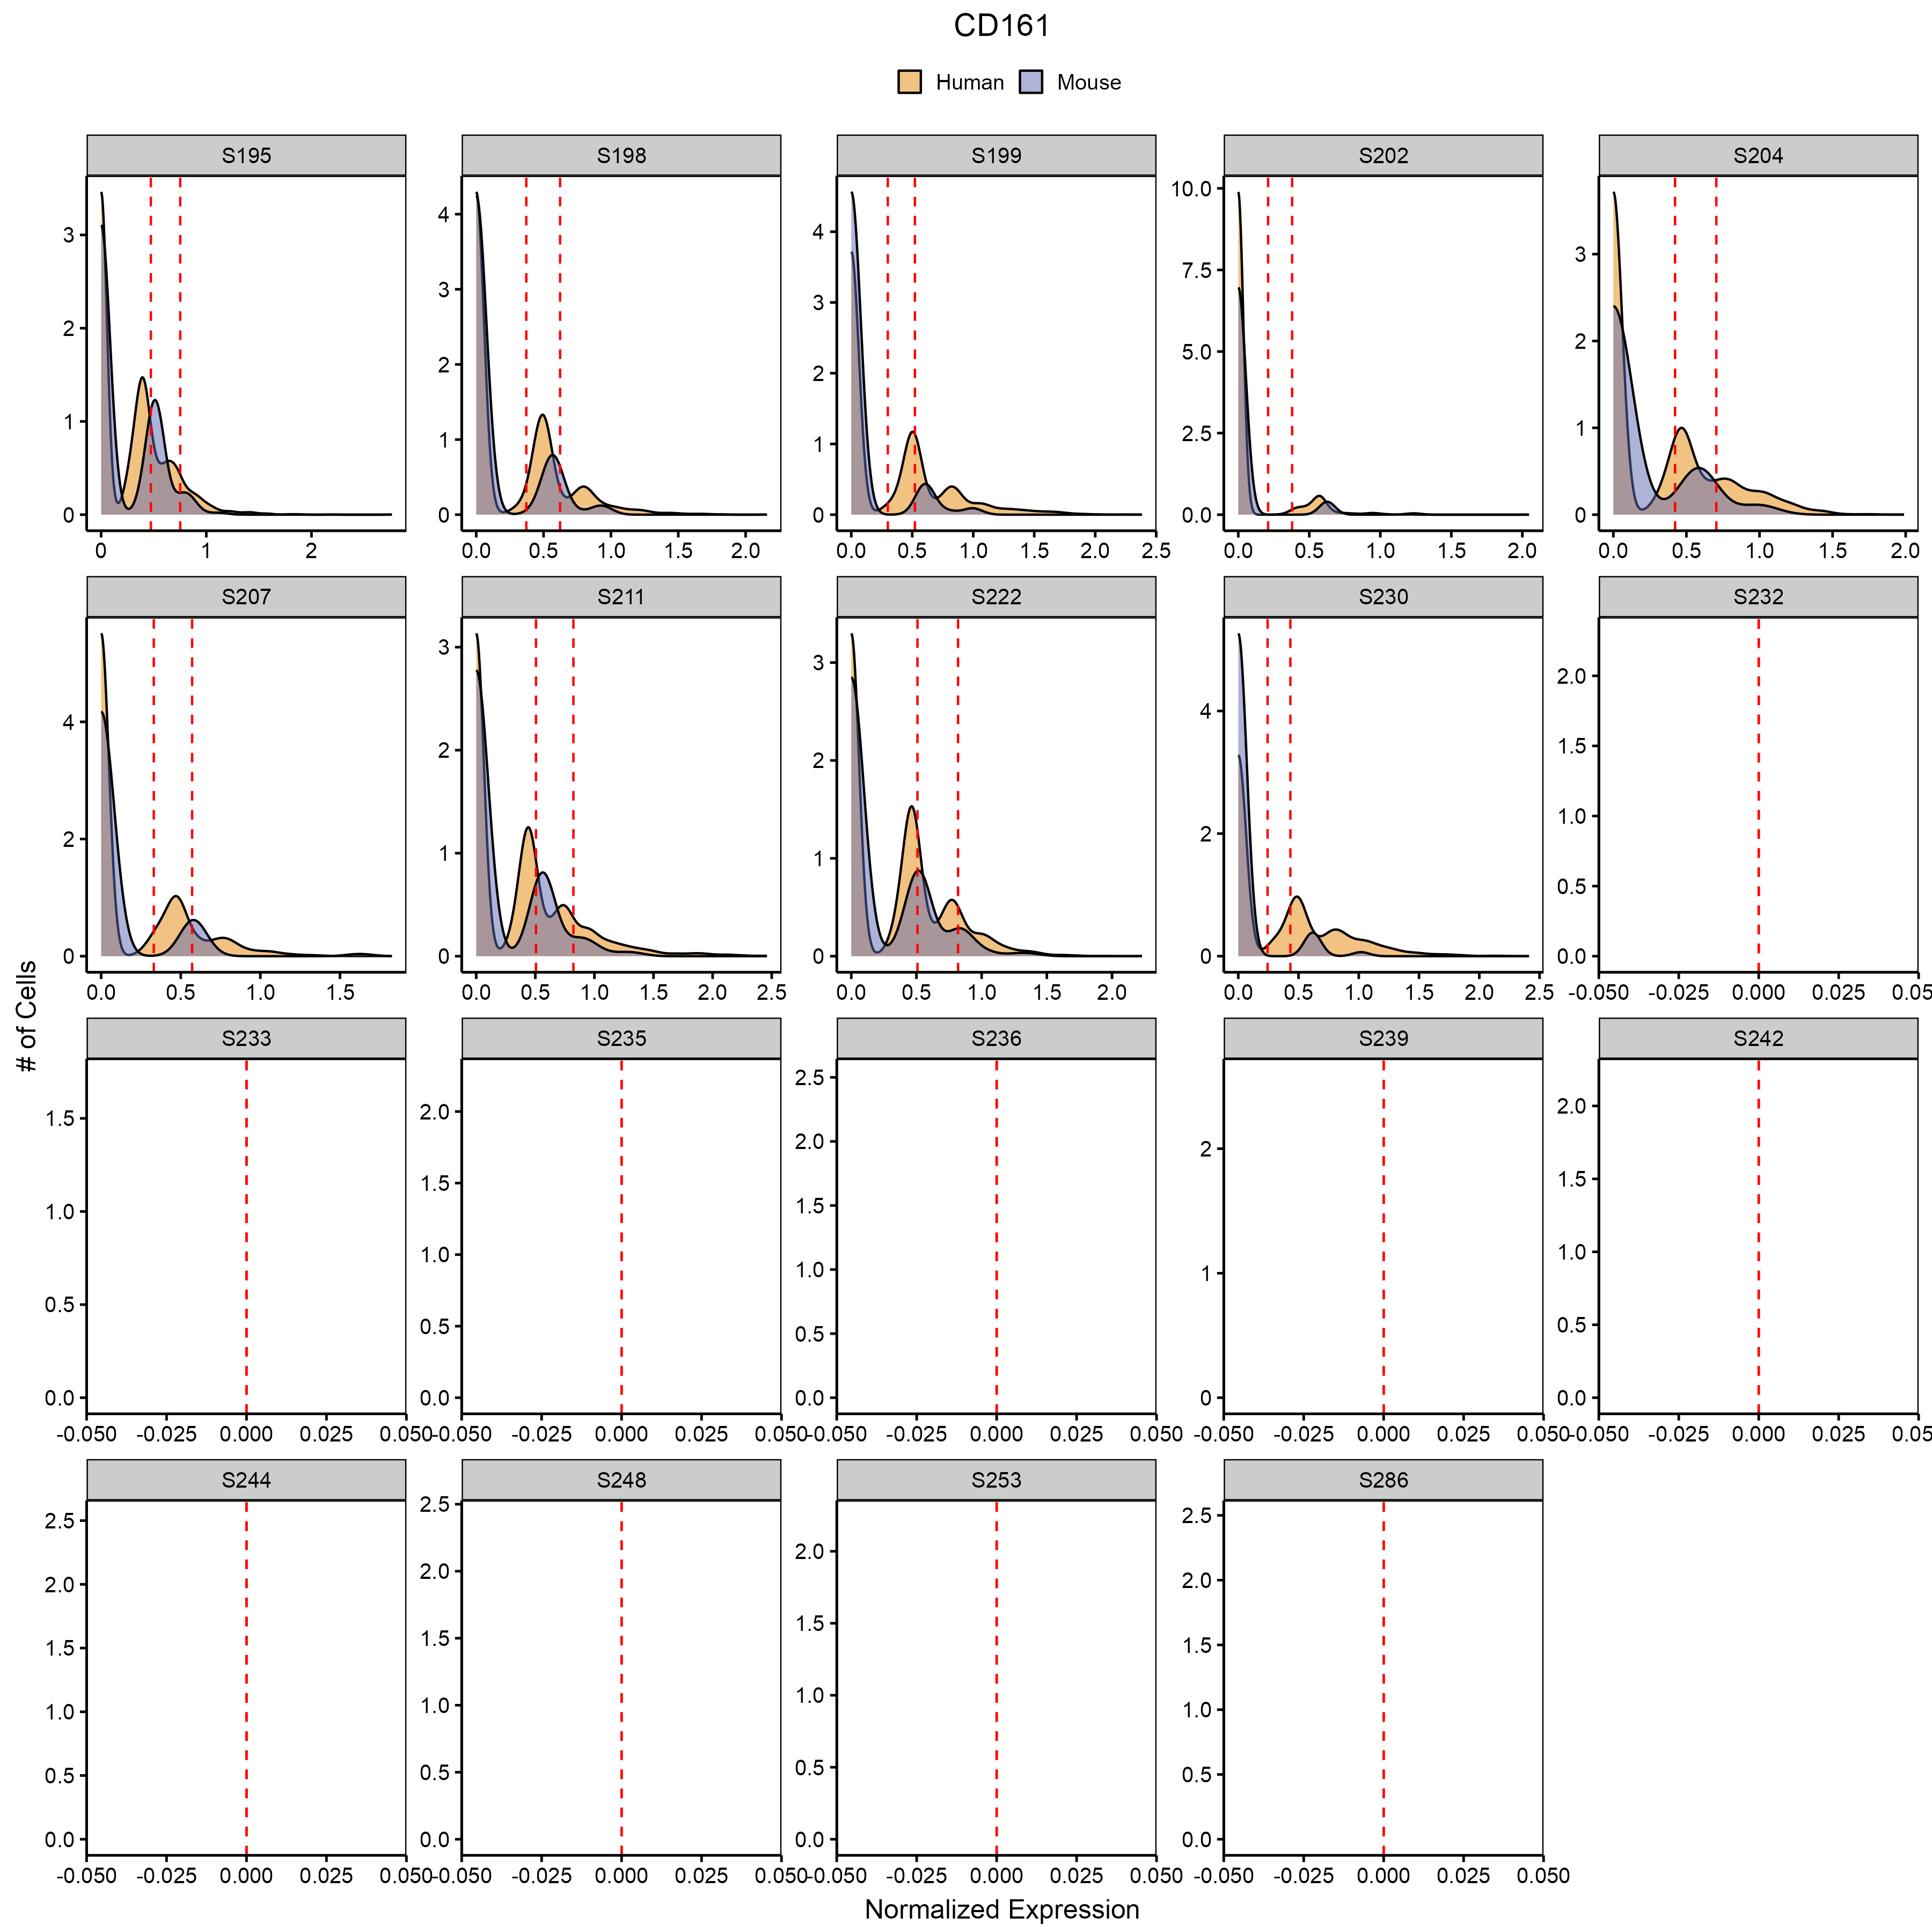 CD161
Human Mouse
S195 S198 S199 S202 S204
3 2 1 0
4 3 2 1 0
4 3 2 1 0
10.0 7.5 5.0 2.5 0.0
3 2 1 0
0 1 2
0.0 0.5 1.0 1.5 2.0
0.0 0.5 1.0 1.5 2.0 2.5
0.0 0.5 1.0 1.5 2.0
0.0 0.5 1.0 1.5 2.0
S207 S211 S222 S230 S232
4 2 0
3 2 1 0
3 2 1 0
4 2 0
2.0 1.5 1.0 0.5 0.0
0.0 0.5 1.0 1.5
0.0 0.5 1.0 1.5 2.0 2.5
0.0 0.5 1.0 1.5 2.0
0.0 0.5 1.0 1.5 2.0 2.5
-0.050 -0.025 0.000 0.025 0.05
# of Cells
S233 S235 S236 S239 S242
1.5 1.0 0.5 0.0
2.0 1.5 1.0 0.5 0.0
2.5 2.0 1.5 1.0 0.5 0.0
2 1 0
2.0 1.5 1.0 0.5 0.0
-0.050 -0.025 0.000 0.025 0.050
-0.050 -0.025 0.000 0.025 0.050
-0.050 -0.025 0.000 0.025 0.050
-0.050 -0.025 0.000 0.025 0.050
-0.050 -0.025 0.000 0.025 0.05
S244 S248 S253 S286
2.5 2.0 1.5 1.0 0.5 0.0
2.5 2.0 1.5 1.0 0.5 0.0
2.0 1.5 1.0 0.5 0.0
2.5 2.0 1.5 1.0 0.5 0.0
-0.050 -0.025 0.000 0.025 0.050
-0.050 -0.025 0.000 0.025 0.050
-0.050 -0.025 0.000 0.025 0.050
-0.050 -0.025 0.000 0.025 0.050
Normalized Expression